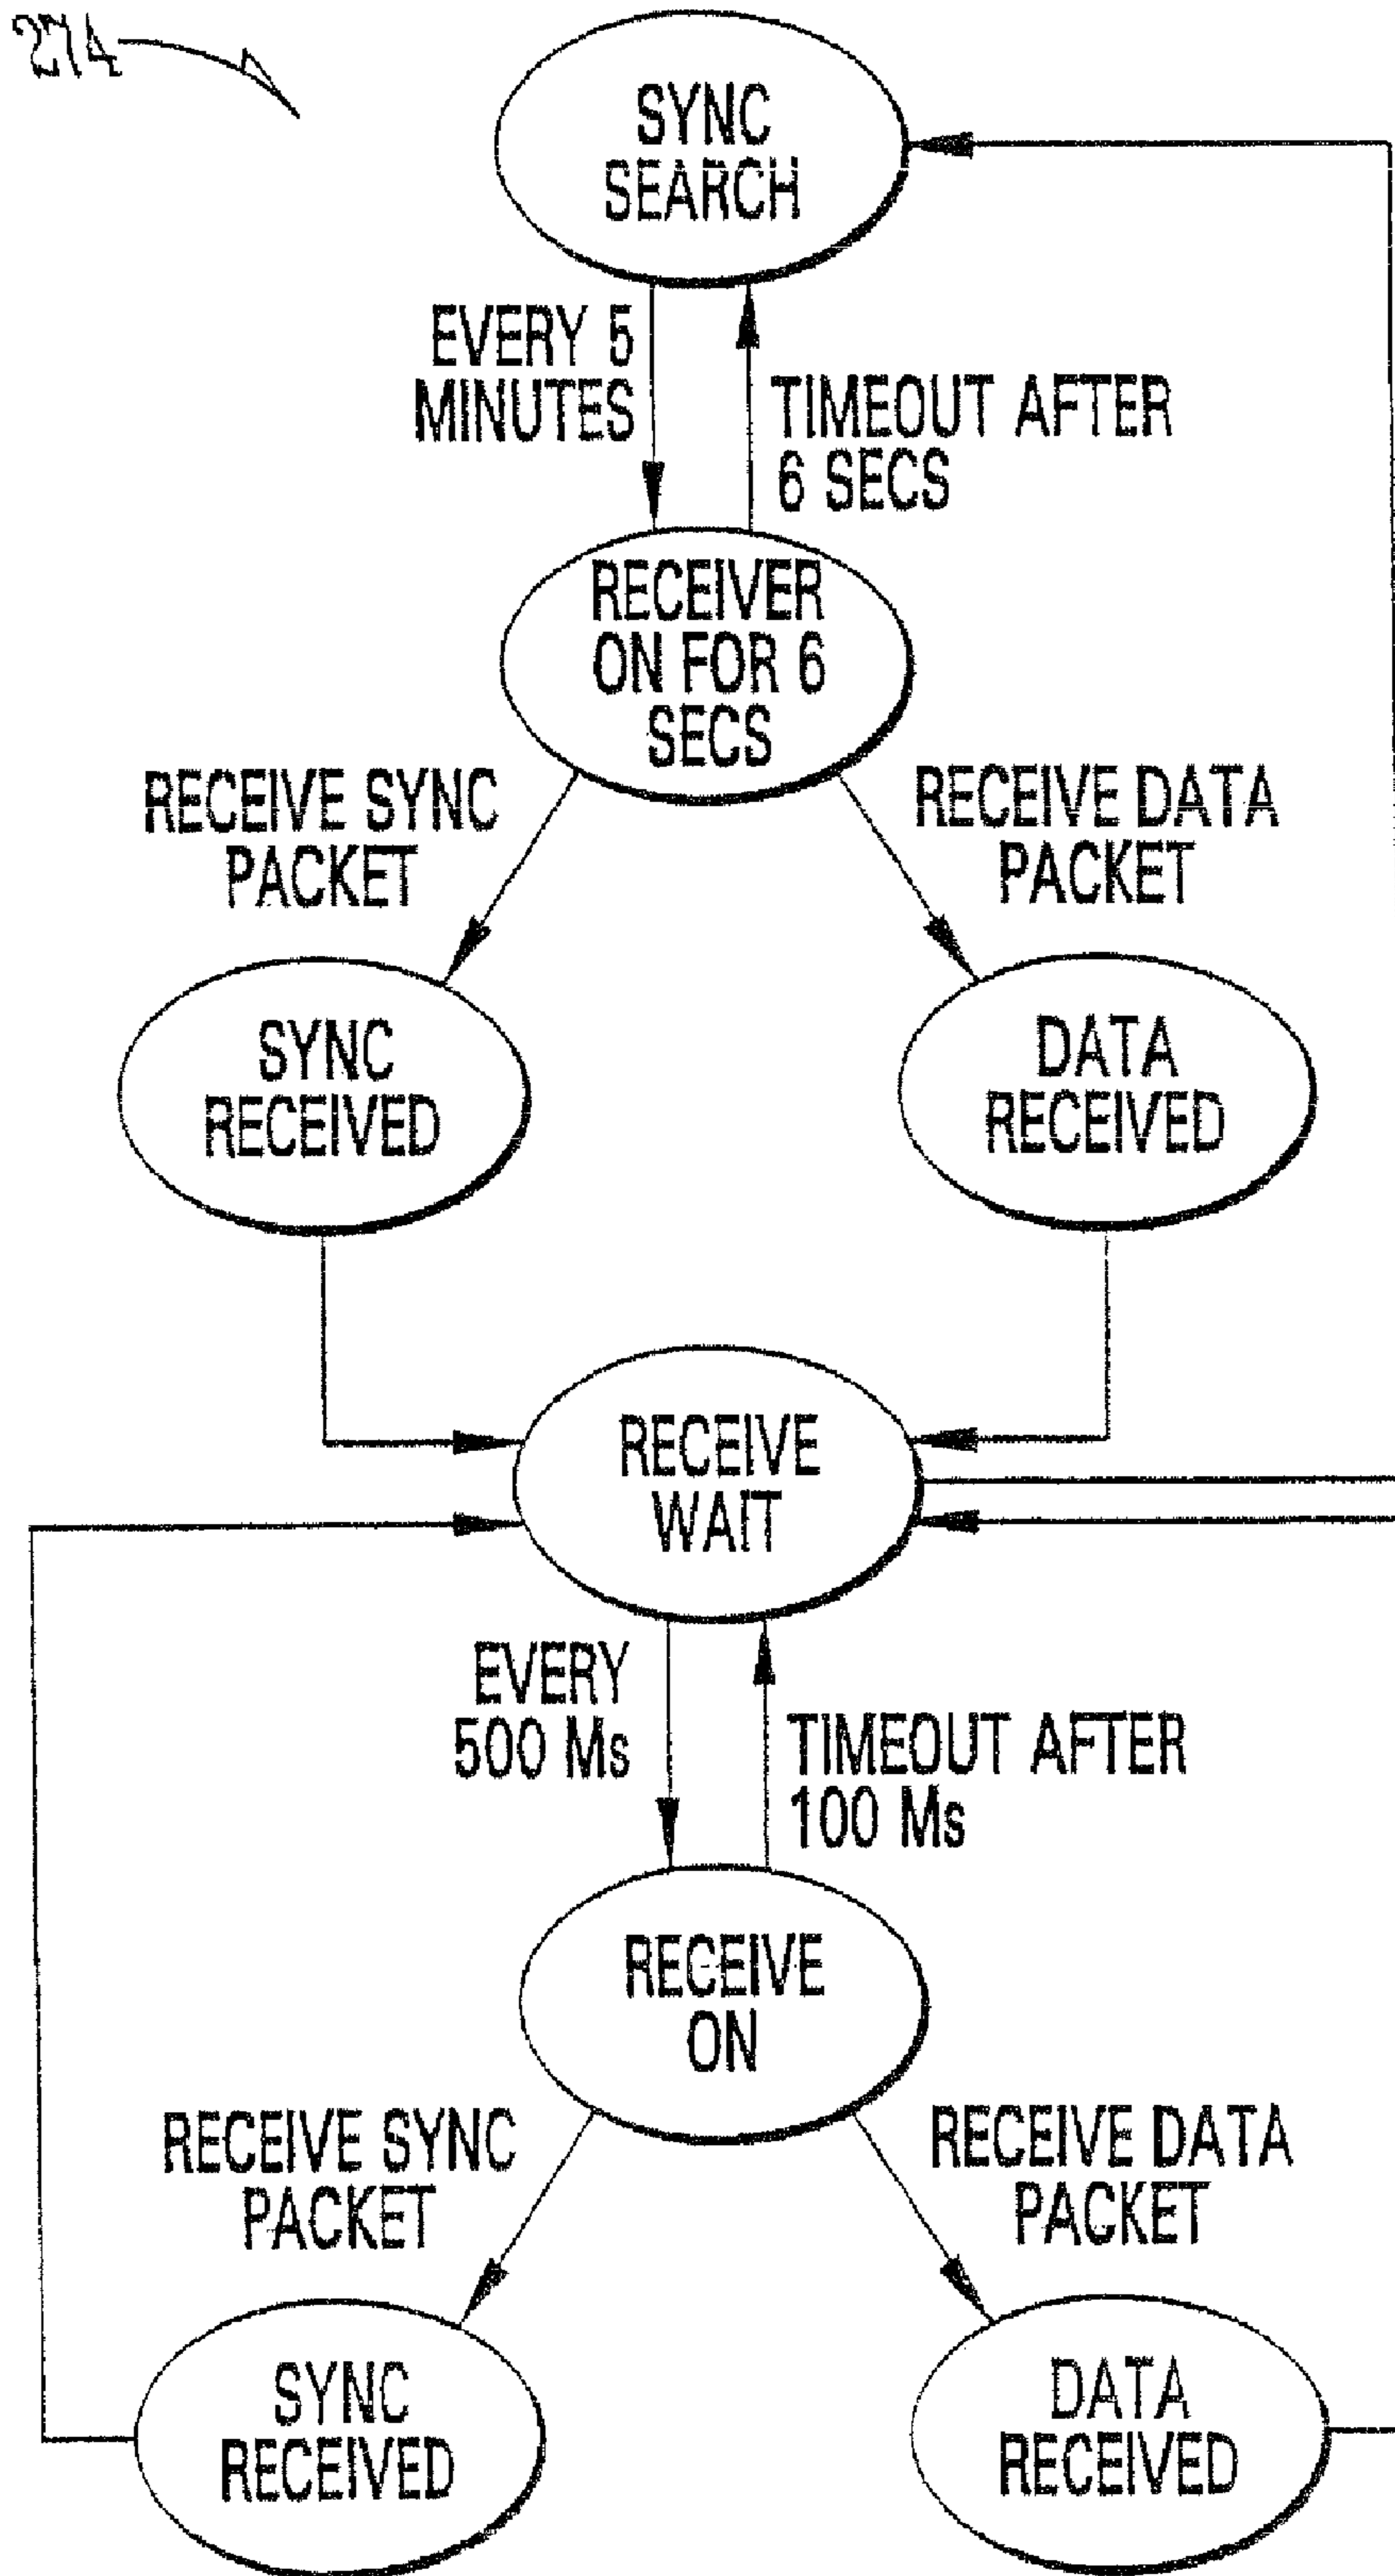 274
SYNC
SEARCH
EVERY 5
MINUTES
TIMEOUT AFTER
6 SECS
RECEIVER
ON FOR 6
SECS
RECEIVE SYNC
PACKET
RECEIVE DATA
PACKET
SYNC
RECEIVED
DATA
RECEIVED
RECEIVE
WAIT
EVERY
500 Ms
TIMEOUT AFTER
100 Ms
RECEIVE
ON
RECEIVE SYNC
PACKET
RECEIVE DATA
PACKET
SYNC
RECEIVED
DATA
RECEIVED